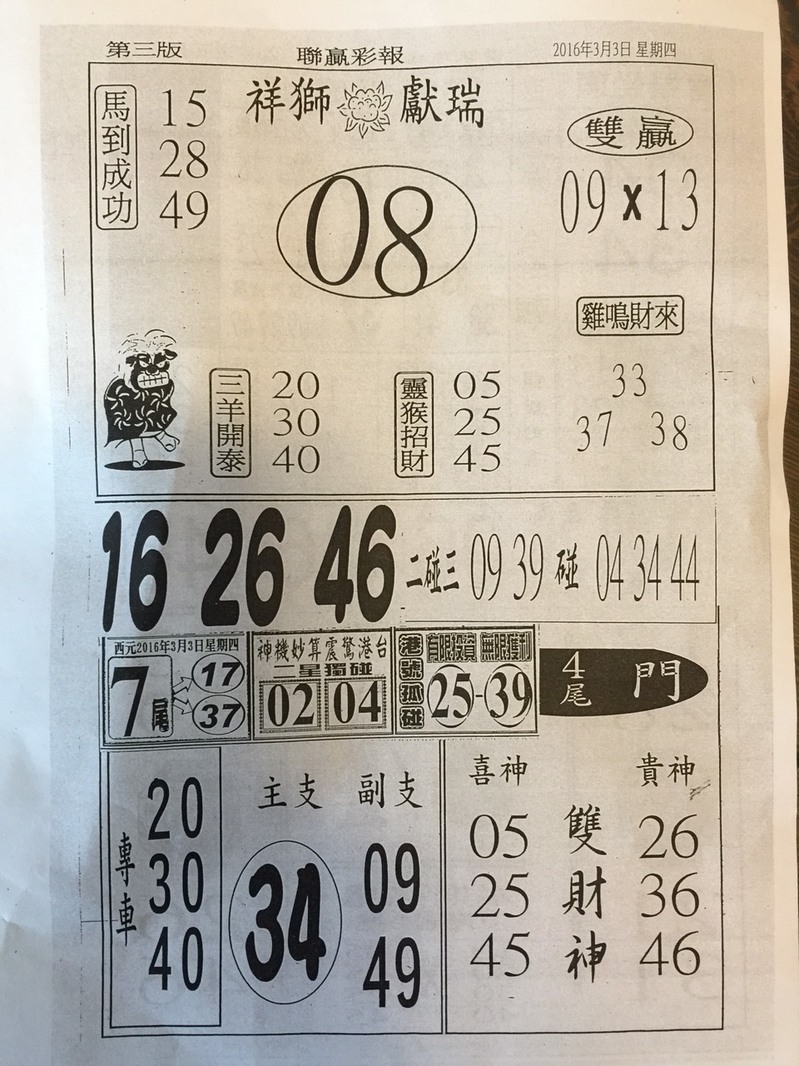 第三版 聯贏彩報 2016年3月3日 星期四
馬到成功
15
28
49
祥獅獻瑞
08
雙贏
09x13
雞鳴財來
33
37 38
三羊開泰
20
30
40
靈猴招財
05
25
45
16 26 46 二碰三 09 39 碰 04 34 44
西元2016年3月3日星期四
7尾
17
37
神機妙算震驚港台
二星獨碰
02 04
港號孤碰
有限投資 無限獲利
25-39
4尾 門
專車
20
30
40
主支 副支
34
09
49
喜神 貴神
雙財神
05 26
25 36
45 46